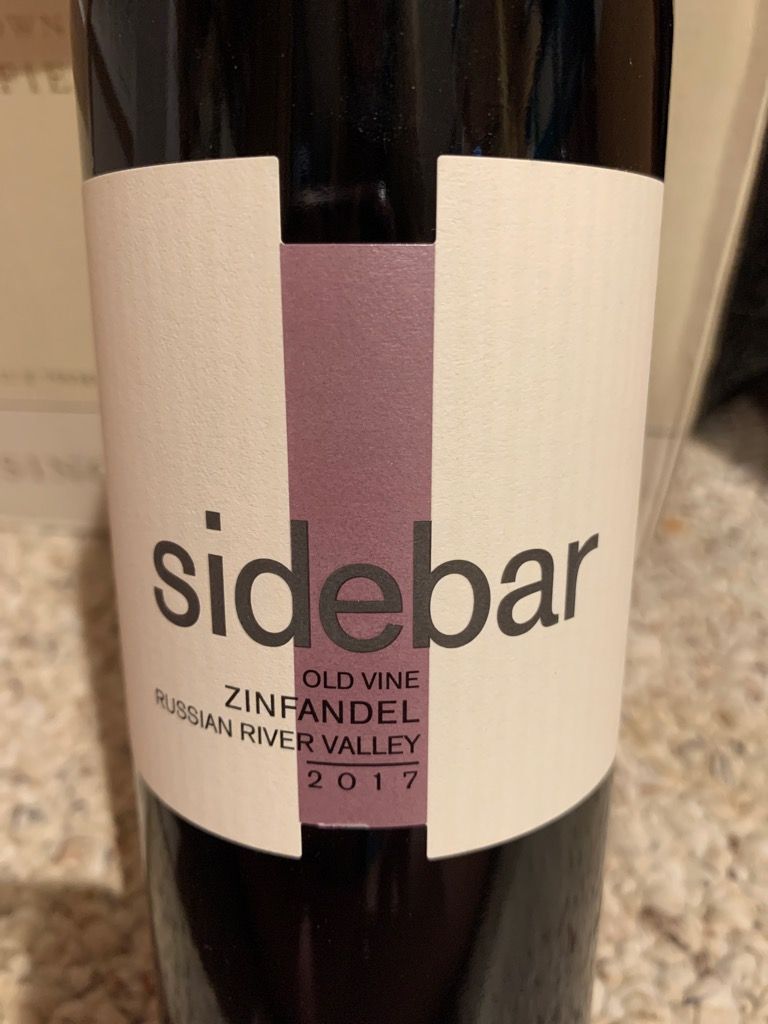 sidebar
OLD VINE
ZINFANDEL
RUSSIAN RIVER VALLEY
2017